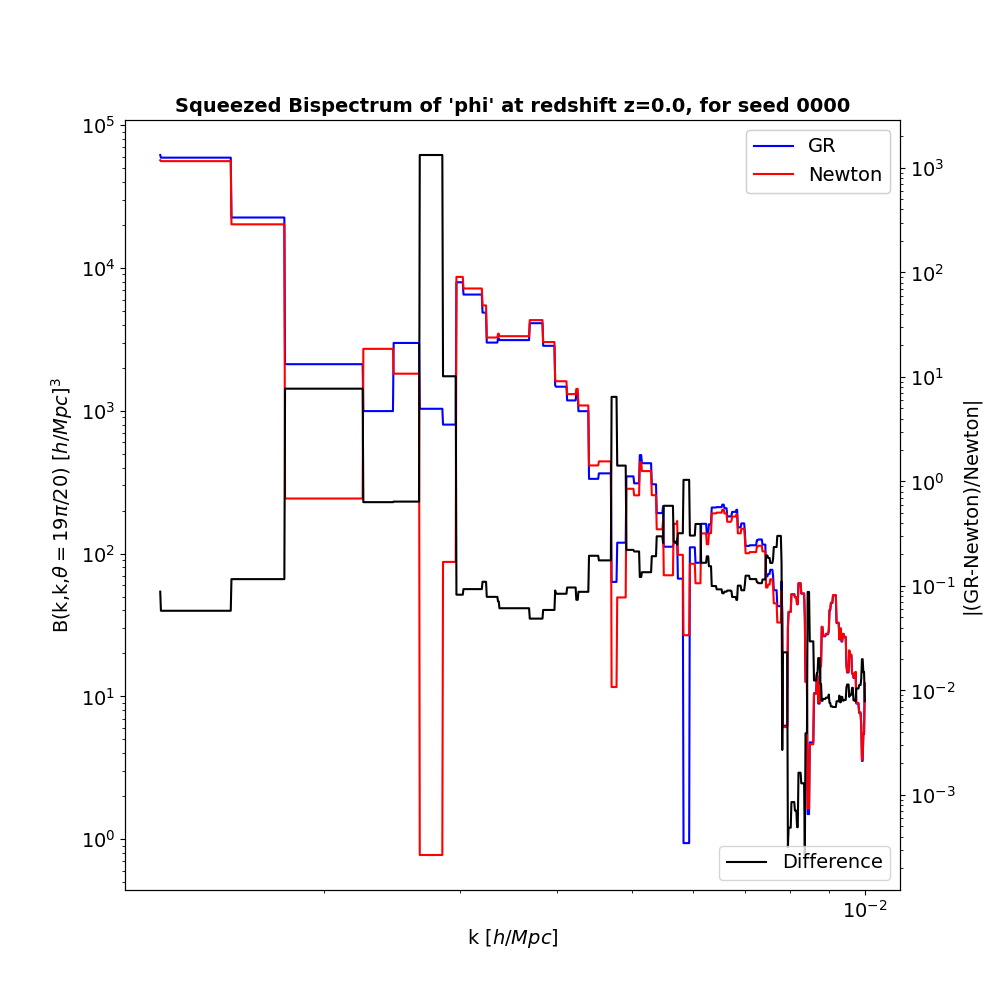 Squeezed Bispectrum of 'phi' at redshift z=0.0, for seed 0000
GR
Newton
10⁵
10⁴
10³
10²
10¹
10⁰
B(k,k,θ = 19π/20) [h/Mpc]³
10³
10²
10¹
10⁰
10⁻¹
10⁻²
10⁻³
|(GR-Newton)/Newton|
Difference
10⁻²
k [h/Mpc]